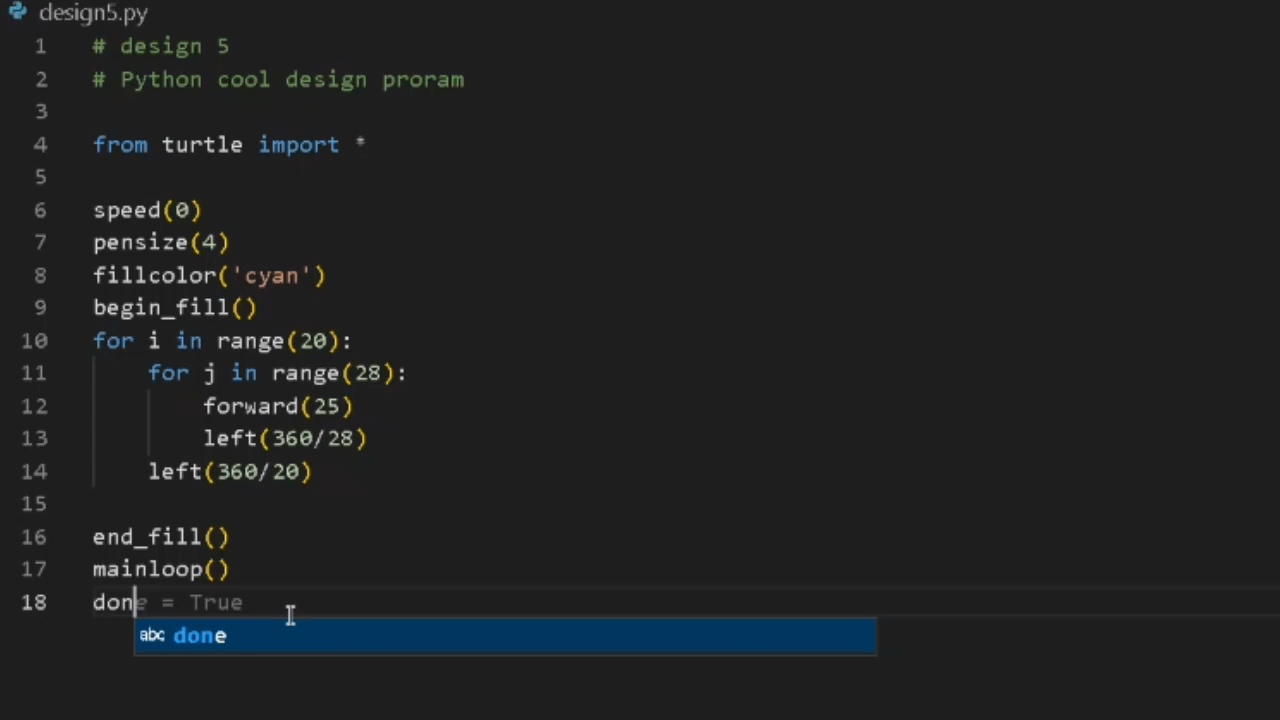 design5.py
1 # design 5
2 # Python cool design proram
3
4 from turtle import *
5
6 speed(0)
7 pensize(4)
8 fillcolor('cyan')
9 begin_fill()
10 for i in range(20):
11     for j in range(28):
12         forward(25)
13         left(360/28)
14     left(360/20)
15
16 end_fill()
17 mainloop()
18 done = True
abc done